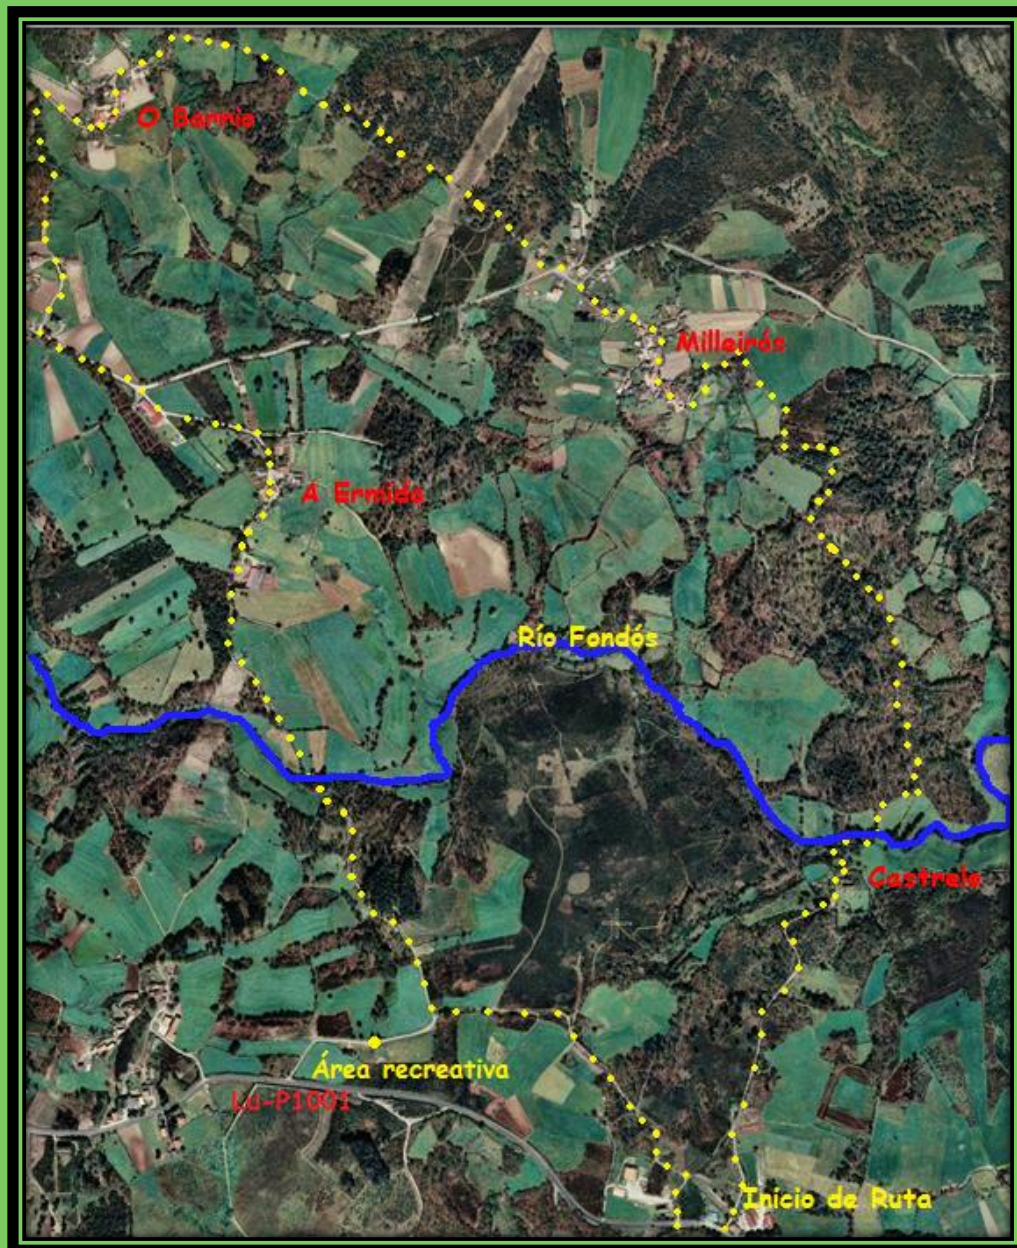 O Barrio
Milleirós
A Ermida
Río Fondós
Castrelo
Área recreativa
LU-P1001
Inicio de Ruta